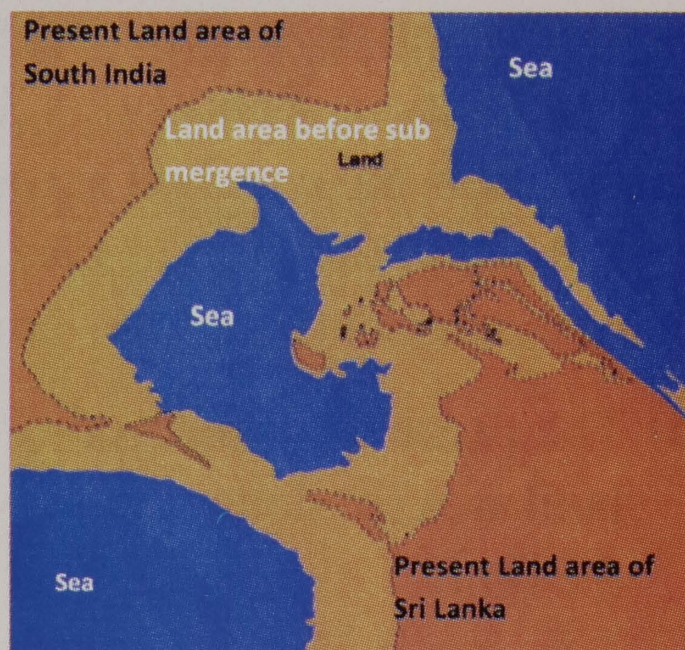 Present Land area of
South India
Sea
Land area before sub
Land
mergence
Sea
Present Land area of
Sea
Sri Lanka